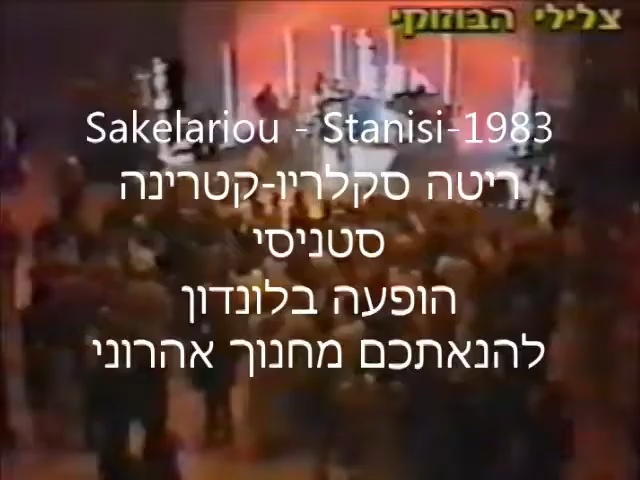 צלילי הבוזוקי
Sakelariou - Stanisi-1983
ריטה סקלריו-קטרינה
סטניסי
הופעה בלונדון
להנאתכם מחנוך אהרוני